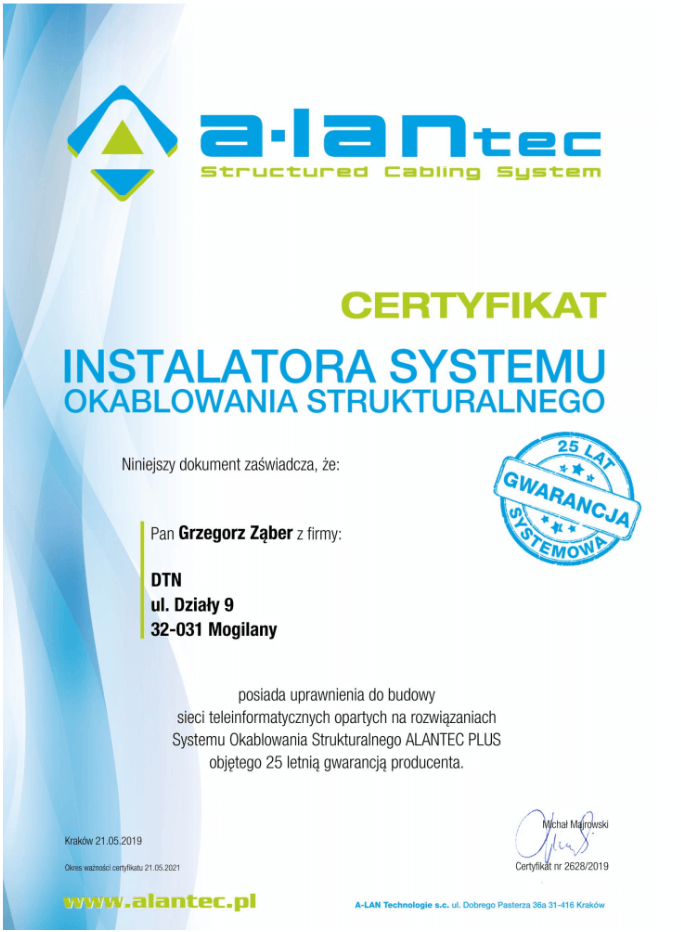 a·lantec
Structured Cabling System
CERTYFIKAT
INSTALATORA SYSTEMU
OKABLOWANIA STRUKTURALNEGO
Niniejszy dokument zaświadcza, że:
25 LAT
GWARANCJA
SYSTEMOWA
Pan Grzegorz Ząber z firmy:
DTN
ul. Działy 9
32-031 Mogilany
posiada uprawnienia do budowy
sieci teleinformatycznych opartych na rozwiązaniach
Systemu Okablowania Strukturalnego ALANTEC PLUS
objętego 25 letnią gwarancją producenta.
Michał Majrowski
Kraków 21.05.2019
Okres ważności certyfikatu 21.05.2021
Certyfikat nr 2628/2019
www.alantec.pl
A-LAN Technologie s.c. ul. Dobrego Pasterza 36a 31-416 Kraków